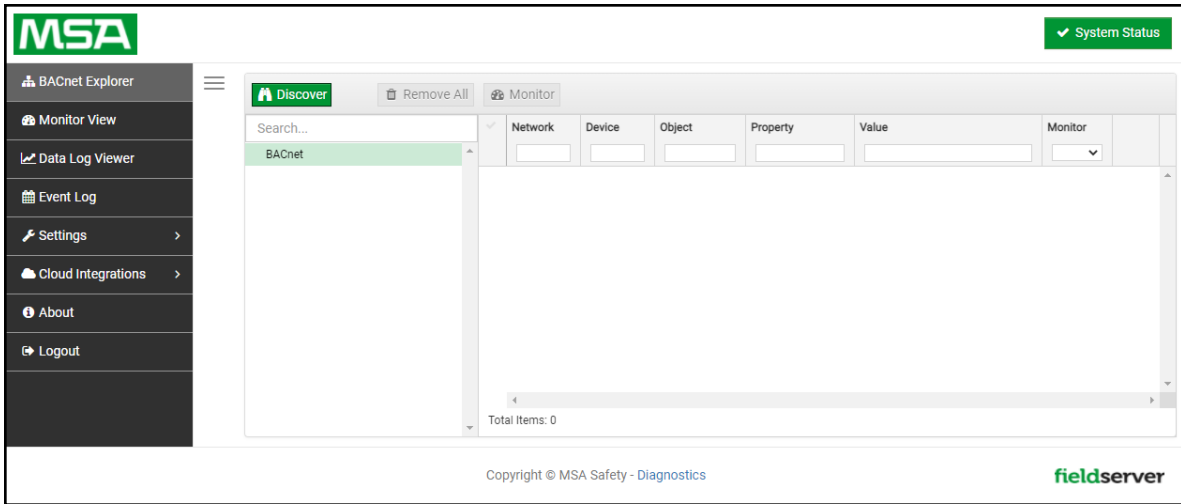 MSA
System Status
BACnet Explorer
Monitor View
Data Log Viewer
Event Log
Settings
Cloud Integrations
About
Logout
Discover
Remove All
Monitor
Search...
BACnet
Network Device Object Property Value Monitor
Total Items: 0
Copyright © MSA Safety - Diagnostics
fieldserver